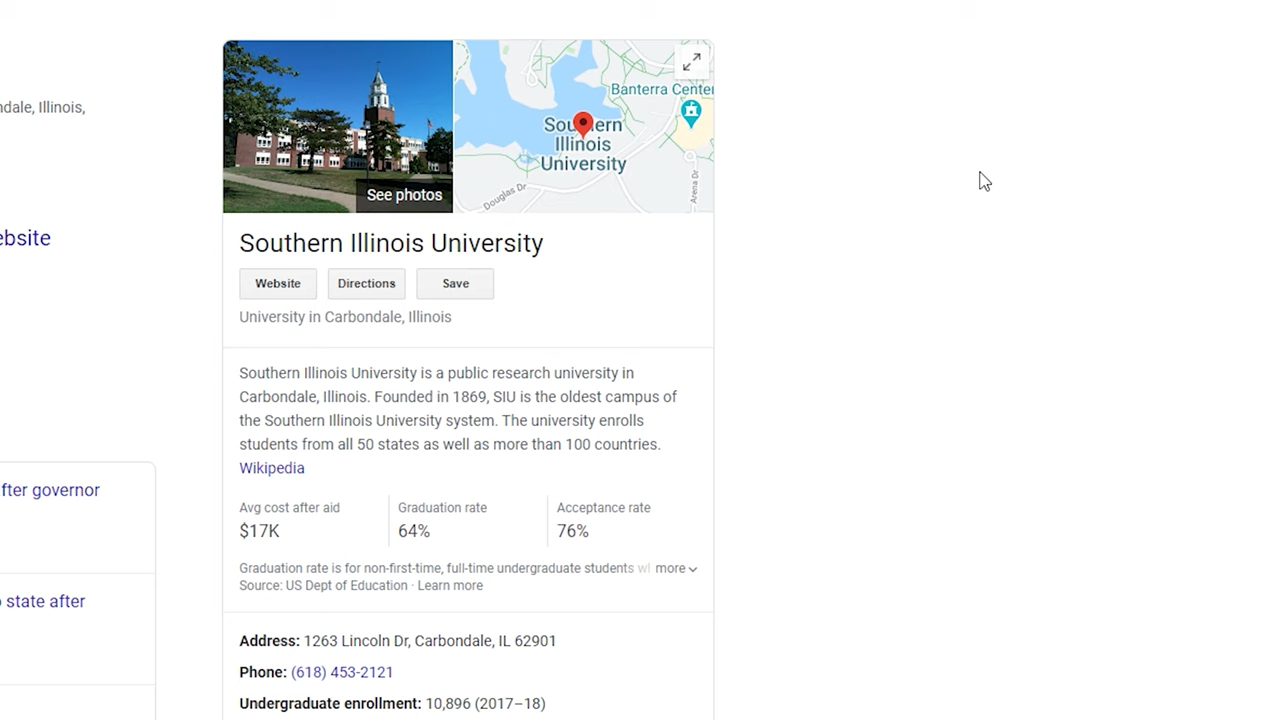 ndale, Illinois,
ebsite
fter governor
state after
See photos
Banterra Center
Southern
Illinois
University
Douglas Dr
Arena Dr
Southern Illinois University
Website Directions Save
University in Carbondale, Illinois
Southern Illinois University is a public research university in
Carbondale, Illinois. Founded in 1869, SIU is the oldest campus of
the Southern Illinois University system. The university enrolls
students from all 50 states as well as more than 100 countries.
Wikipedia
Avg cost after aid Graduation rate Acceptance rate
$17K 64% 76%
Graduation rate is for non-first-time, full-time undergraduate students more
Source: US Dept of Education · Learn more
Address: 1263 Lincoln Dr, Carbondale, IL 62901
Phone: (618) 453-2121
Undergraduate enrollment: 10,896 (2017–18)